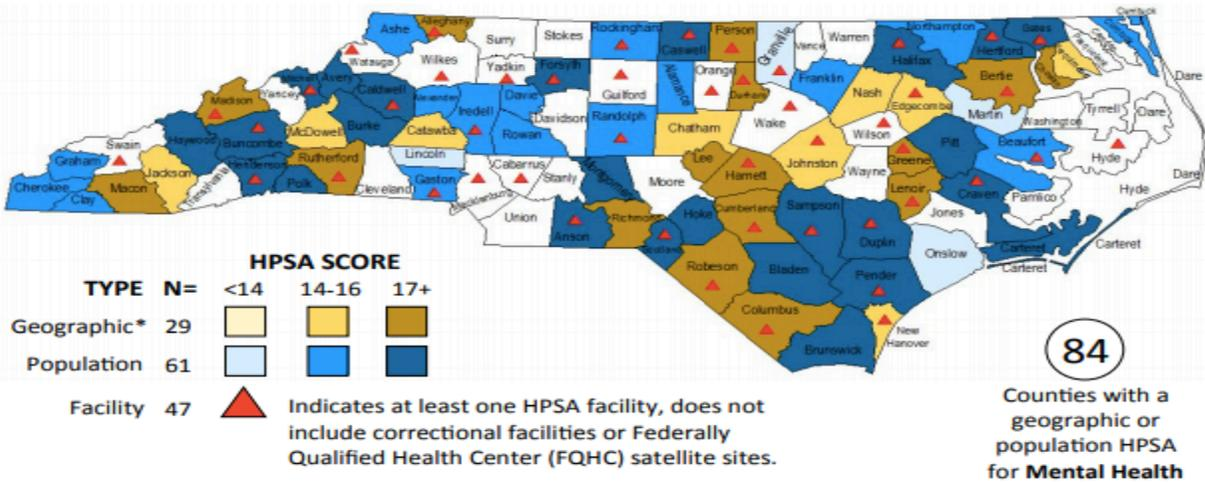 Currituck
Ashe
Alleghany
Surry
Stokes
Rockingham
Caswell
Person
Granville
Vance
Warren
Northampton
Gates
Hertford
Halifax
Watauga
Wilkes
Yadkin
Forsyth
Guilford
Alamance
Orange
Durham
Franklin
Nash
Edgecombe
Bertie
Martin
Washington
Tyrrell
Dare
Dare
Mitchell
Avery
Caldwell
Yancey
Madison
Alexander
Iredell
Davie
Davidson
Randolph
Chatham
Wake
Wilson
Pitt
Beaufort
Hyde
Swain
Haywood
Buncombe
McDowell
Burke
Catawba
Rowan
Lincoln
Graham
Jackson
Henderson
Rutherford
Polk
Cleveland
Gaston
Cabarrus
Stanly
Montgomery
Moore
Lee
Harnett
Johnston
Wayne
Greene
Lenoir
Craven
Pamlico
Hyde
Dare
Cherokee
Clay
Macon
Transylvania
Mecklenburg
Union
Anson
Richmond
Scotland
Hoke
Cumberland
Sampson
Duplin
Jones
Onslow
Carteret
Carteret
Carteret
Robeson
Bladen
Pender
Columbus
Brunswick
New
Hanover
HPSA SCORE
TYPE N= <14 14-16 17+
Geographic* 29
Population 61
Facility 47 Indicates at least one HPSA facility, does not
include correctional facilities or Federally
Qualified Health Center (FQHC) satellite sites.
84
Counties with a
geographic or
population HPSA
for Mental Health